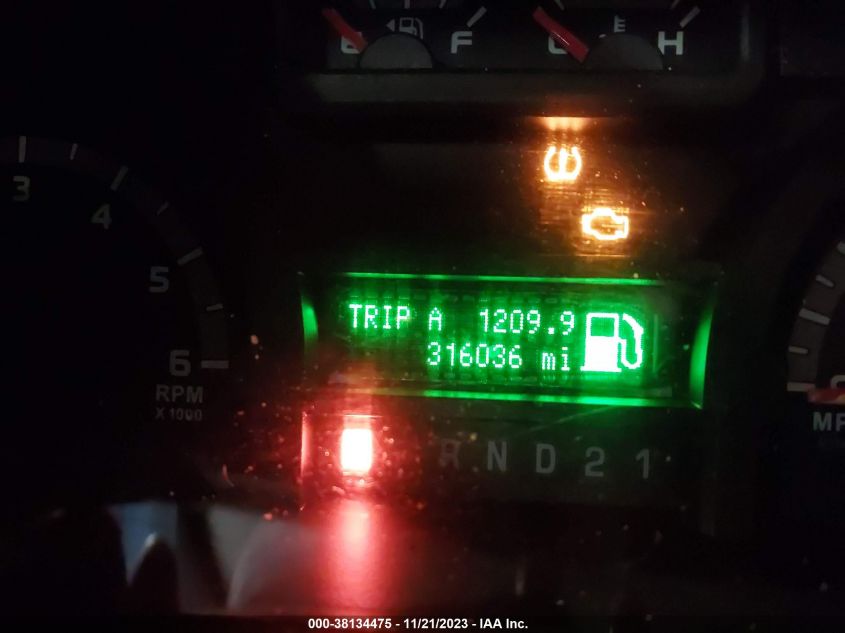 E F C E H
3
4
5
6
RPM
X 1000
TRIP A 1209.9
316036 mi
R N D 2 1
000-38134475 - 11/21/2023 - IAA Inc.